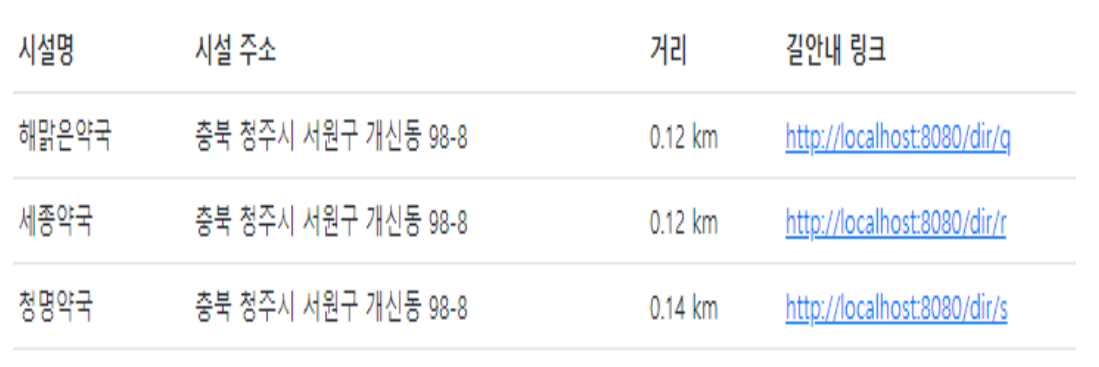 시설명 시설 주소 거리 길안내 링크
해맑은약국 충북 청주시 서원구 개신동 98-8 0.12 km http://localhost:8080/dir/q
세종약국 충북 청주시 서원구 개신동 98-8 0.12 km http://localhost:8080/dir/r
청명약국 충북 청주시 서원구 개신동 98-8 0.14 km http://localhost:8080/dir/s